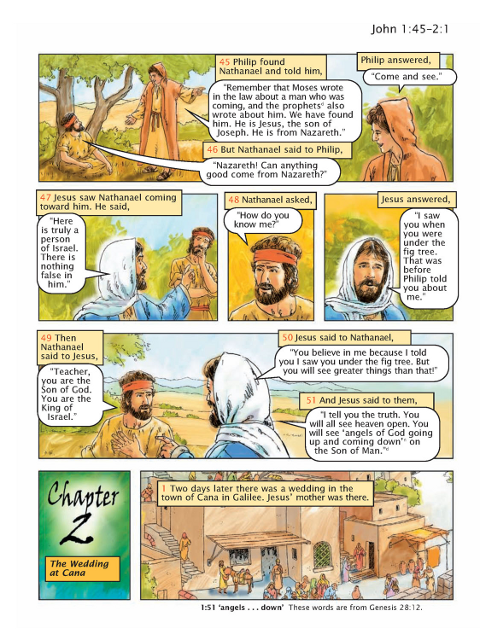 John 1:45–2:1
45 Philip found
Nathanael and told him,
"Remember that Moses wrote
in the law about a man who was
coming, and the prophets° also
wrote about him. We have found
him. He is Jesus, the son of
Joseph. He is from Nazareth."
46 But Nathanael said to Philip,
"Nazareth! Can anything
good come from Nazareth?"
Philip answered,
"Come and see."
47 Jesus saw Nathanael coming
toward him. He said,
"Here
is truly a
person
of Israel.
There is
nothing
false in
him."
48 Nathanael asked,
"How do you
know me?"
Jesus answered,
"I saw
you when
you were
under the
fig tree.
That was
before
Philip told
you about
me."
49 Then
Nathanael
said to Jesus,
"Teacher,
you are the
Son of God.
You are the
King of
Israel."
50 Jesus said to Nathanael,
"You believe in me because I told
you I saw you under the fig tree. But
you will see greater things than that!"
51 And Jesus said to them,
"I tell you the truth. You
will all see heaven open. You
will see 'angels of God going
up and coming down' on
the Son of Man."
Chapter
2
The Wedding
at Cana
1 Two days later there was a wedding in the
town of Cana in Galilee. Jesus' mother was there.
1:51 'angels . . . down' These words are from Genesis 28:12.